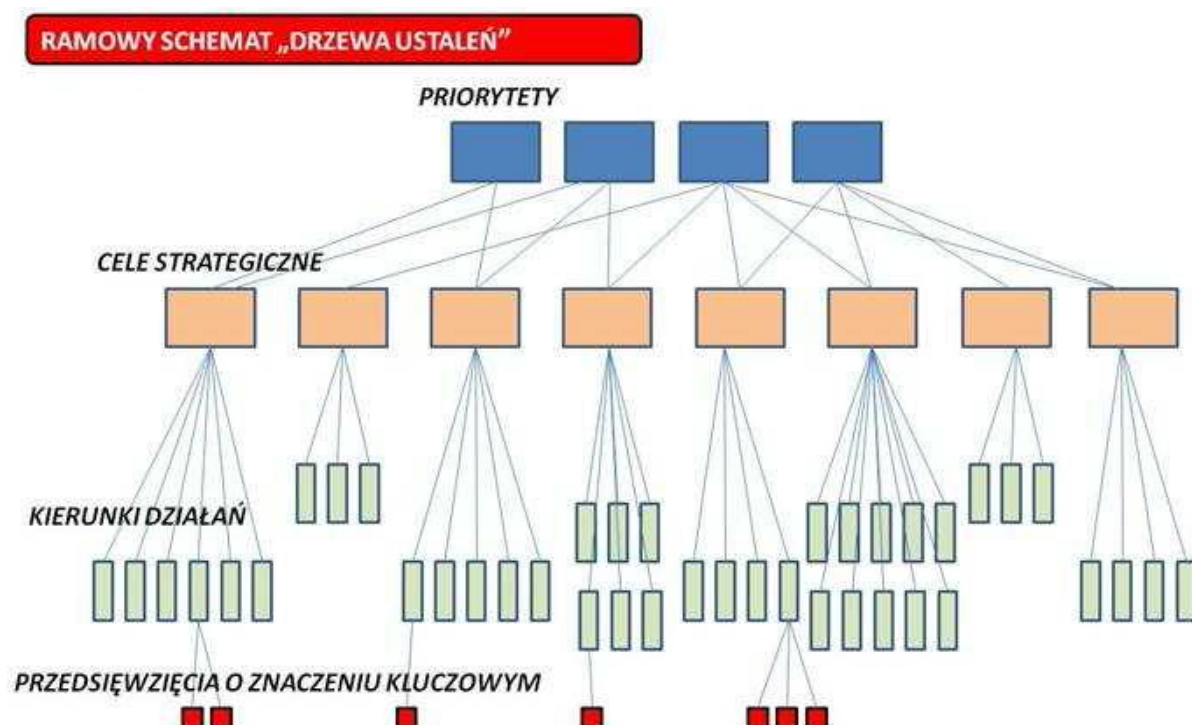 RAMOWY SCHEMAT „DRZEWA USTALEŃ”
PRIORYTETY
CELE STRATEGICZNE
KIERUNKI DZIAŁAŃ
PRZEDSIĘWZIĘCIA O ZNACZENIU KLUCZOWYM